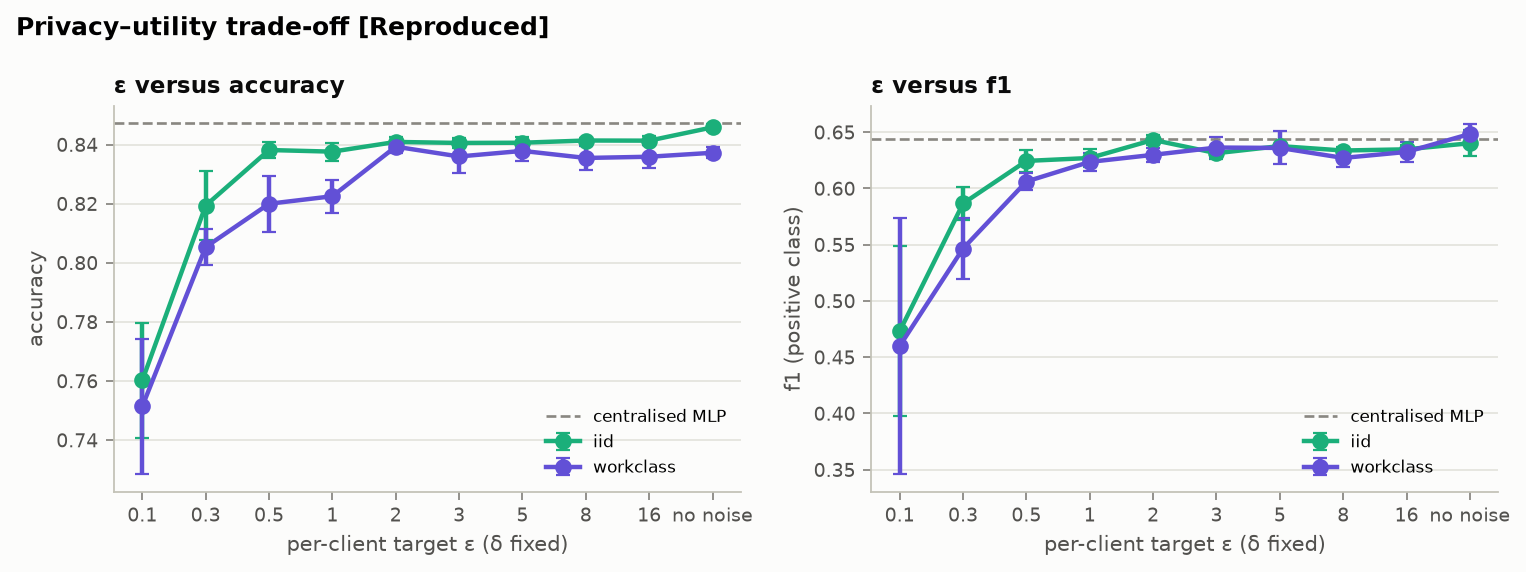 Privacy–utility trade-off [Reproduced]
ε versus accuracy
accuracy
0.84
0.82
0.80
0.78
0.76
0.74
centralised MLP
iid
workclass
0.1 0.3 0.5 1 2 3 5 8 16 no noise
per-client target ε (δ fixed)
ε versus f1
f1 (positive class)
0.65
0.60
0.55
0.50
0.45
0.40
0.35
centralised MLP
iid
workclass
0.1 0.3 0.5 1 2 3 5 8 16 no noise
per-client target ε (δ fixed)